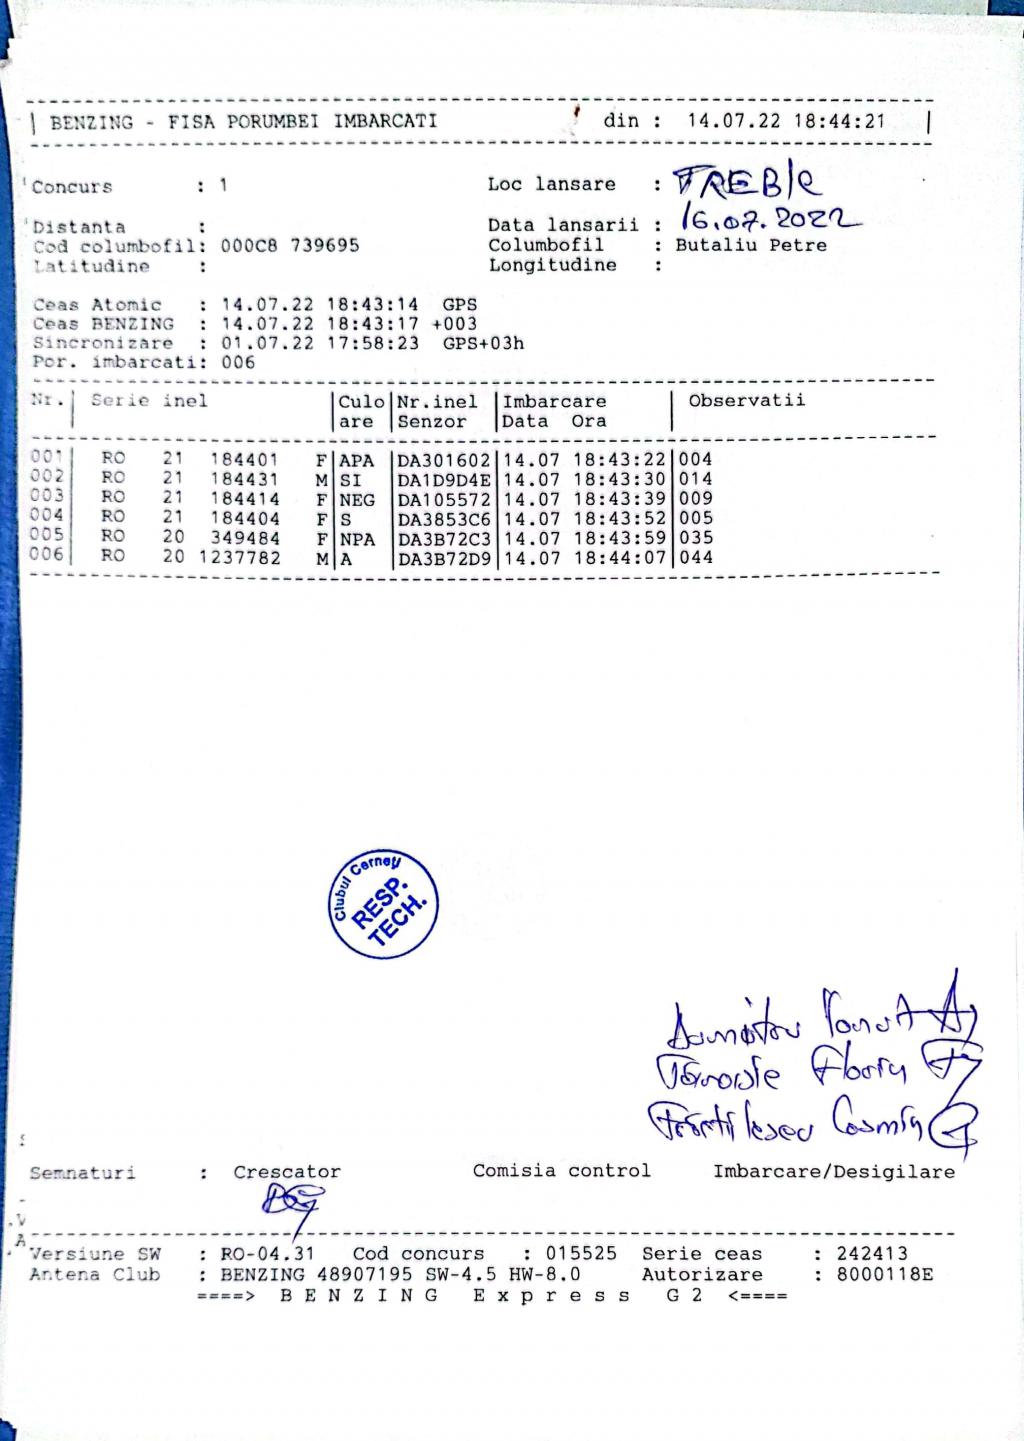 BENZING - FISA PORUMBEI IMBARCATI din : 14.07.22 18:44:21
Concurs : 1 Loc lansare : TREBIC
Distanta : Data lansarii : 16.07.2022
Cod columbofil: 000C8 739695 Columbofil : Butaliu Petre
Latitudine : Longitudine :
Ceas Atomic : 14.07.22 18:43:14 GPS
Ceas BENZING : 14.07.22 18:43:17 +003
Sincronizare : 01.07.22 17:58:23 GPS+03h
Por. imbarcati: 006
Nr.| Serie inel |Culo|Nr.inel |Imbarcare | Observatii
| |are |Senzor |Data Ora |
001| RO 21 184401 F|APA |DA301602|14.07 18:43:22|004
002| RO 21 184431 M|SI |DA1D9D4E|14.07 18:43:30|014
003| RO 21 184414 F|NEG |DA105572|14.07 18:43:39|009
004| RO 21 184404 F|S |DA3853C6|14.07 18:43:52|005
005| RO 20 349484 F|NPA |DA3B72C3|14.07 18:43:59|035
006| RO 20 1237782 M|A |DA3B72D9|14.07 18:44:07|044
Clubul Cerneți
RESP.
TECH.
Dumitru Ionut
Florin
Cosmin
Semnaturi : Crescator Comisia control Imbarcare/Desigilare
Versiune SW : RO-04.31 Cod concurs : 015525 Serie ceas : 242413
Antena Club : BENZING 48907195 SW-4.5 HW-8.0 Autorizare : 8000118E
====> B E N Z I N G E x p r e s s G 2 <====